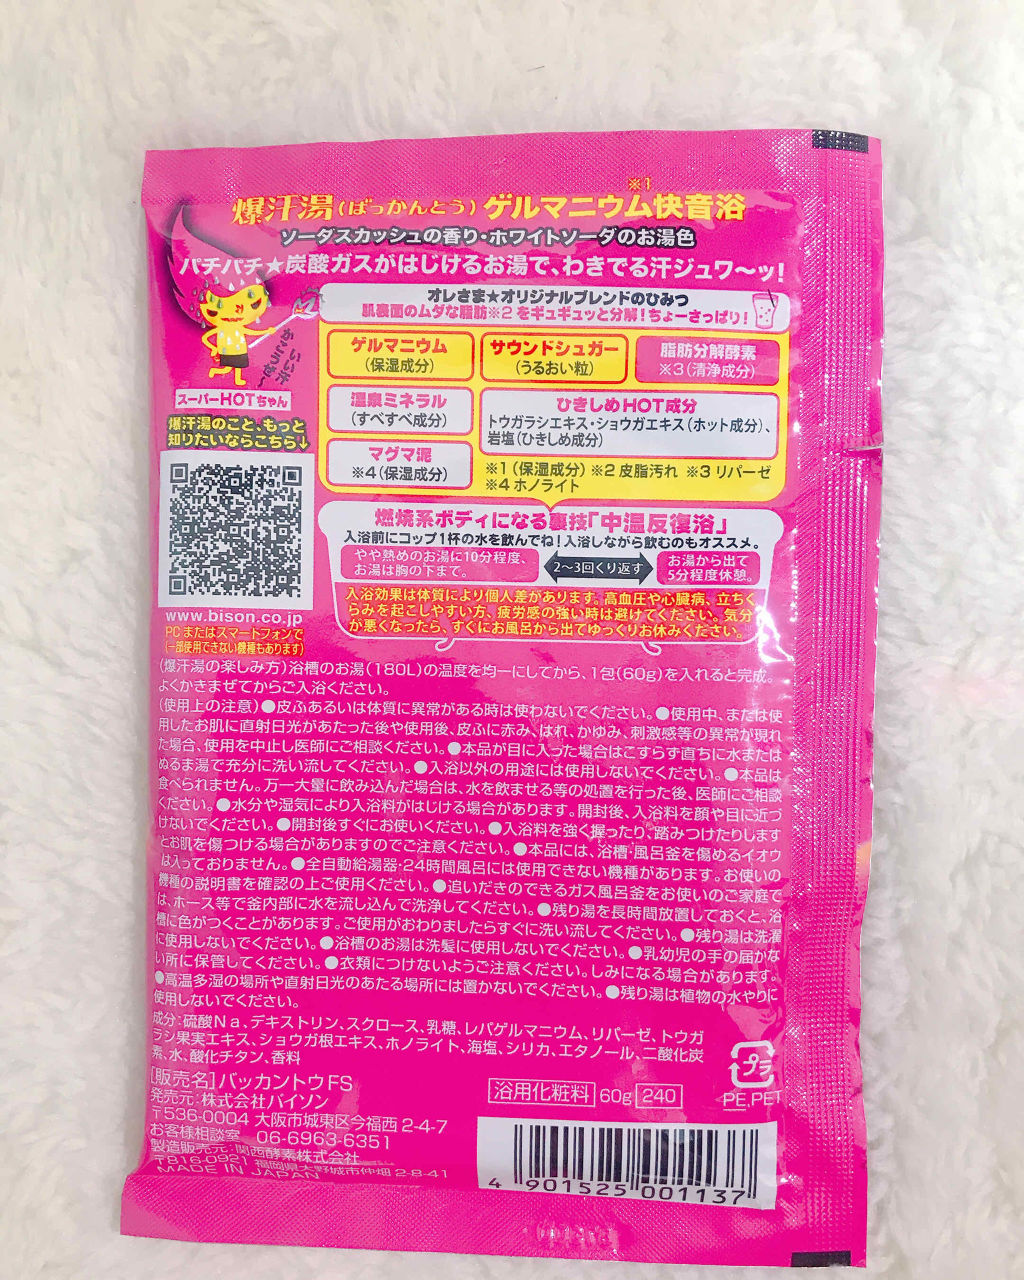 ※1
爆汗湯(ばっかんとう)ゲルマニウム快音浴
ソーダスカッシュの香り・ホワイトソーダのお湯色
パチパチ★炭酸ガスがはじけるお湯で、わきでる汗ジュワ〜ッ!
オレさま★オリジナルブレンドのひみつ
肌表面のムダな脂肪※2をギュギュッと分解!ちょーさっぱり!
ゲルマニウム
(保湿成分)
サウンドシュガー
(うるおい粒)
脂肪分解酵素
※3(清浄成分)
温泉ミネラル
(すべすべ成分)
ひきしめHOT成分
トウガラシエキス・ショウガエキス(ホット成分)、
岩塩(ひきしめ成分)
マグマ泥
※4(保湿成分)
※1(保湿成分)※2 皮脂汚れ ※3 リパーゼ
※4 ホノライト
スーパーHOTちゃん
爆汗湯のこと、もっと
知りたいならこちら↓
www.bison.co.jp
PCまたはスマートフォンで
(一部使用できない機種もあります)
燃焼系ボディになる裏技「中温反復浴」
入浴前にコップ1杯の水を飲んでね!入浴しながら飲むのもオススメ。
やや熱めのお湯に10分程度、
お湯は胸の下まで。
2〜3回くり返す
お湯から出て
5分程度休憩。
入浴効果は体質により個人差があります。高血圧や心臓病、立ちく
らみを起こしやすい方、疲労感の強い時は避けてください。気分
が悪くなったら、すぐにお風呂から出てゆっくりお休みください。
(爆汗湯の楽しみ方)浴槽のお湯(180L)の温度を均一にしてから、1包(60g)を入れると完成。
よくかきまぜてからご入浴ください。
(使用上の注意)●皮ふあるいは体質に異常がある時は使わないでください。●使用中、または使
用したお肌に直射日光があたった後や使用後、皮ふに赤み、はれ、かゆみ、刺激感等の異常が現れ
た場合、使用を中止し医師にご相談ください。●本品が目に入った場合はこすらず直ちに水または
ぬるま湯で充分に洗い流してください。●入浴以外の用途には使用しないでください。●本品は
食べられません。万一大量に飲み込んだ場合は、水を飲ませる等の処置を行った後、医師にご相談
ください。●水分や湿気により入浴料がはじける場合があります。開封後、入浴料を顔や目に近づ
けないでください。●開封後すぐにお使いください。●入浴料を強く握ったり、踏みつけたりします
とお肌を傷つける場合がありますのでご注意ください。●本品には、浴槽・風呂釜を傷めるイオウ
は入っておりません。●全自動給湯器・24時間風呂には使用できない機種があります。お使いの
機種の説明書を確認の上ご使用ください。●追いだきのできるガス風呂釜をお使いのご家庭で
は、ホース等で釜内部に水を流し込んで洗浄してください。●残り湯を長時間放置しておくと、浴
槽に色がつくことがあります。ご使用がおわりましたらすぐに洗い流してください。●残り湯は洗濯
に使用しないでください。●浴槽のお湯は洗髪に使用しないでください。●乳幼児の手の届かな
い所に保管してください。●衣類につけないようご注意ください。しみになる場合があります。
●高温多湿の場所や直射日光のあたる場所には置かないでください。●残り湯は植物の水やりに
使用しないでください。
成分:硫酸Na、デキストリン、スクロース、乳糖、レパゲルマニウム、リパーゼ、トウガ
ラシ果実エキス、ショウガ根エキス、ホノライト、海塩、シリカ、エタノール、二酸化炭
素、水、酸化チタン、香料
[販売名]バッカントウFS
浴用化粧料 60g 240
プラ
PE,PET
発売元:株式会社バイソン
〒536-0004 大阪市城東区今福西2-4-7
お客様相談室 06-6963-6351
製造販売元:関西酵素株式会社
〒816-0921 福岡県大野城市仲畑2-8-41
MADE IN JAPAN
4 901525 001137